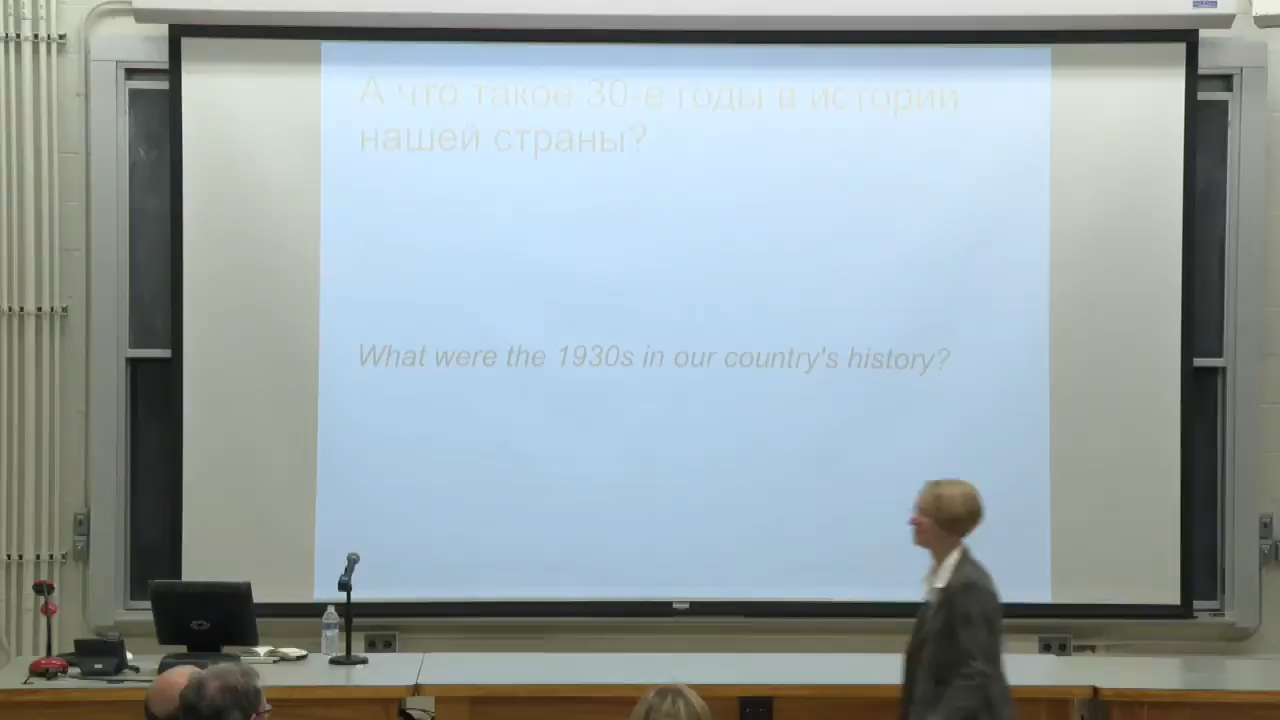 А что такое 30-е годы в истории
нашей страны?
What were the 1930s in our country's history?